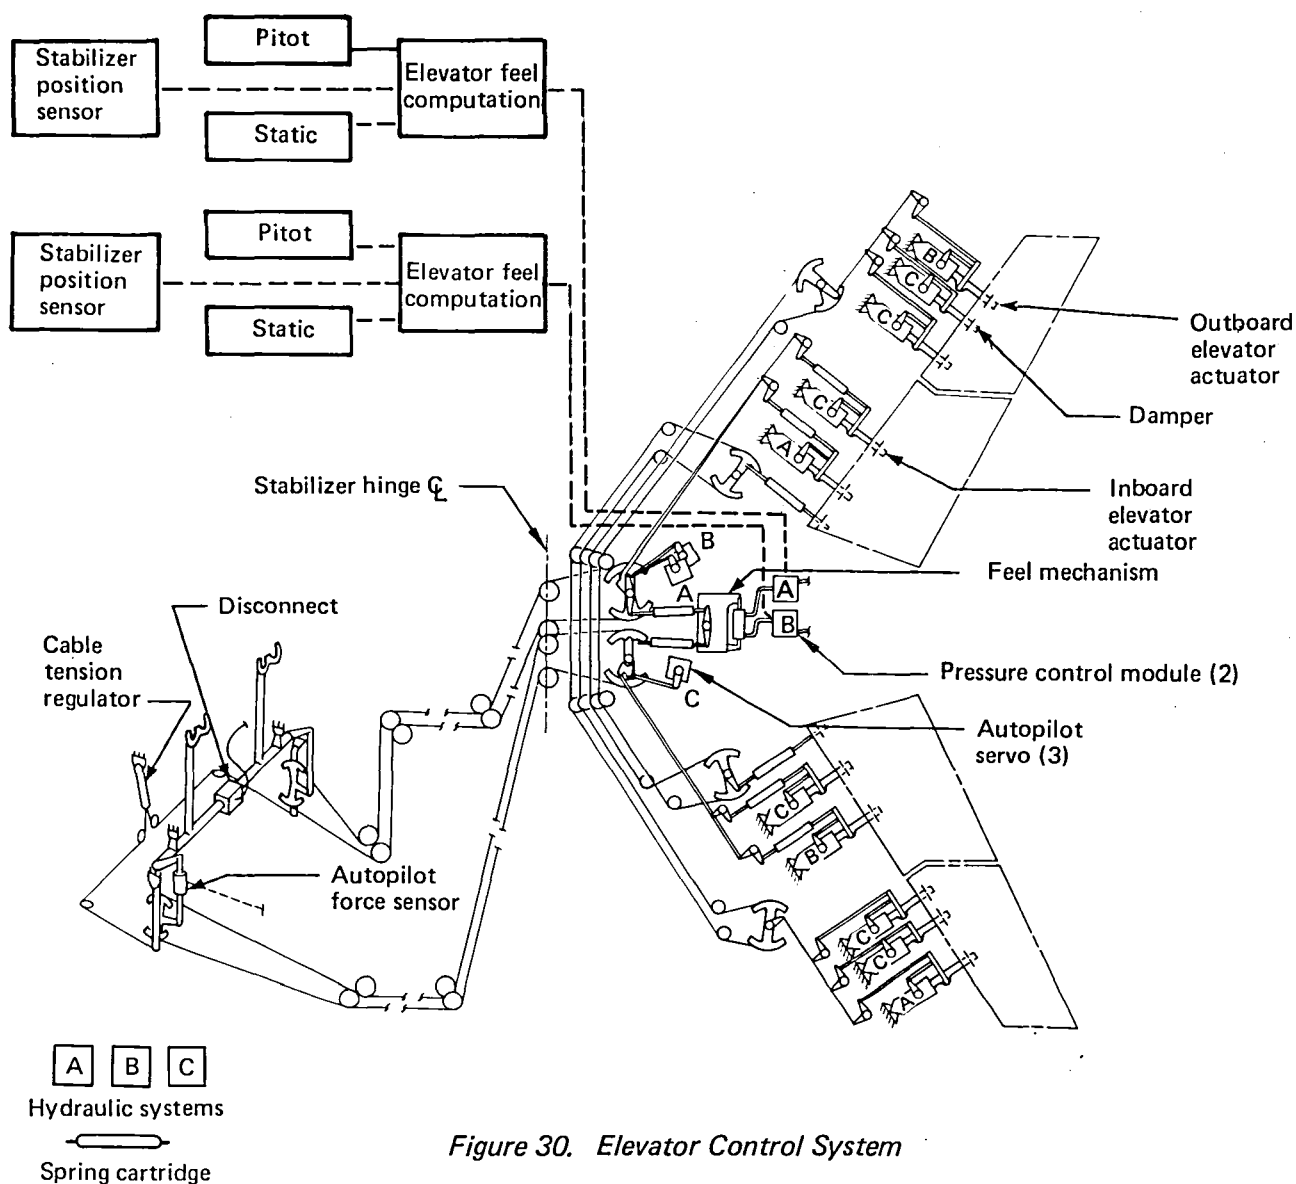 Stabilizer
position
sensor
Pitot
Static
Elevator feel
computation
Stabilizer
position
sensor
Pitot
Static
Elevator feel
computation
B
C
C
Outboard
elevator
actuator
Damper
C
A
Inboard
elevator
actuator
Stabilizer hinge ℄
B
A
Feel mechanism
A
B
Pressure control module (2)
C
Autopilot
servo (3)
Disconnect
Cable
tension
regulator
Autopilot
force sensor
C
B
C
C
A
A B C
Hydraulic systems
Spring cartridge
Figure 30. Elevator Control System